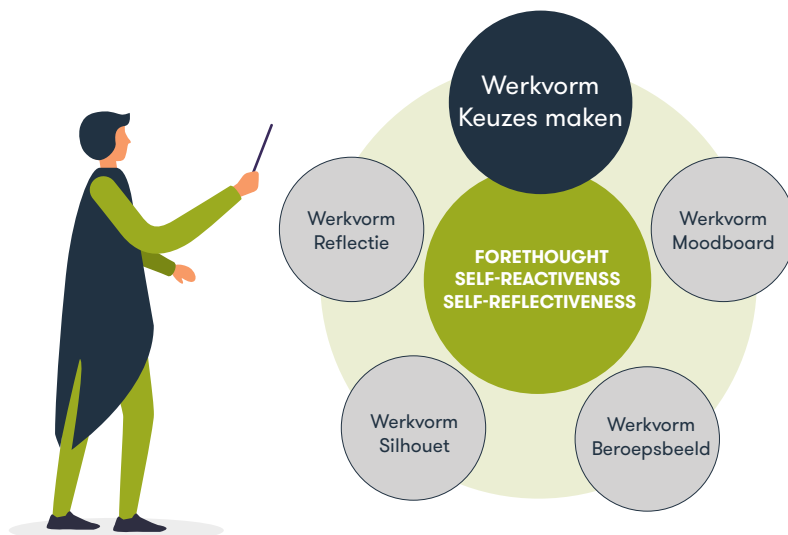 Werkvorm
Keuzes maken
Werkvorm
Reflectie
Werkvorm
Moodboard
FORETHOUGHT
SELF-REACTIVENSS
SELF-REFLECTIVENESS
Werkvorm
Silhouet
Werkvorm
Beroepsbeeld